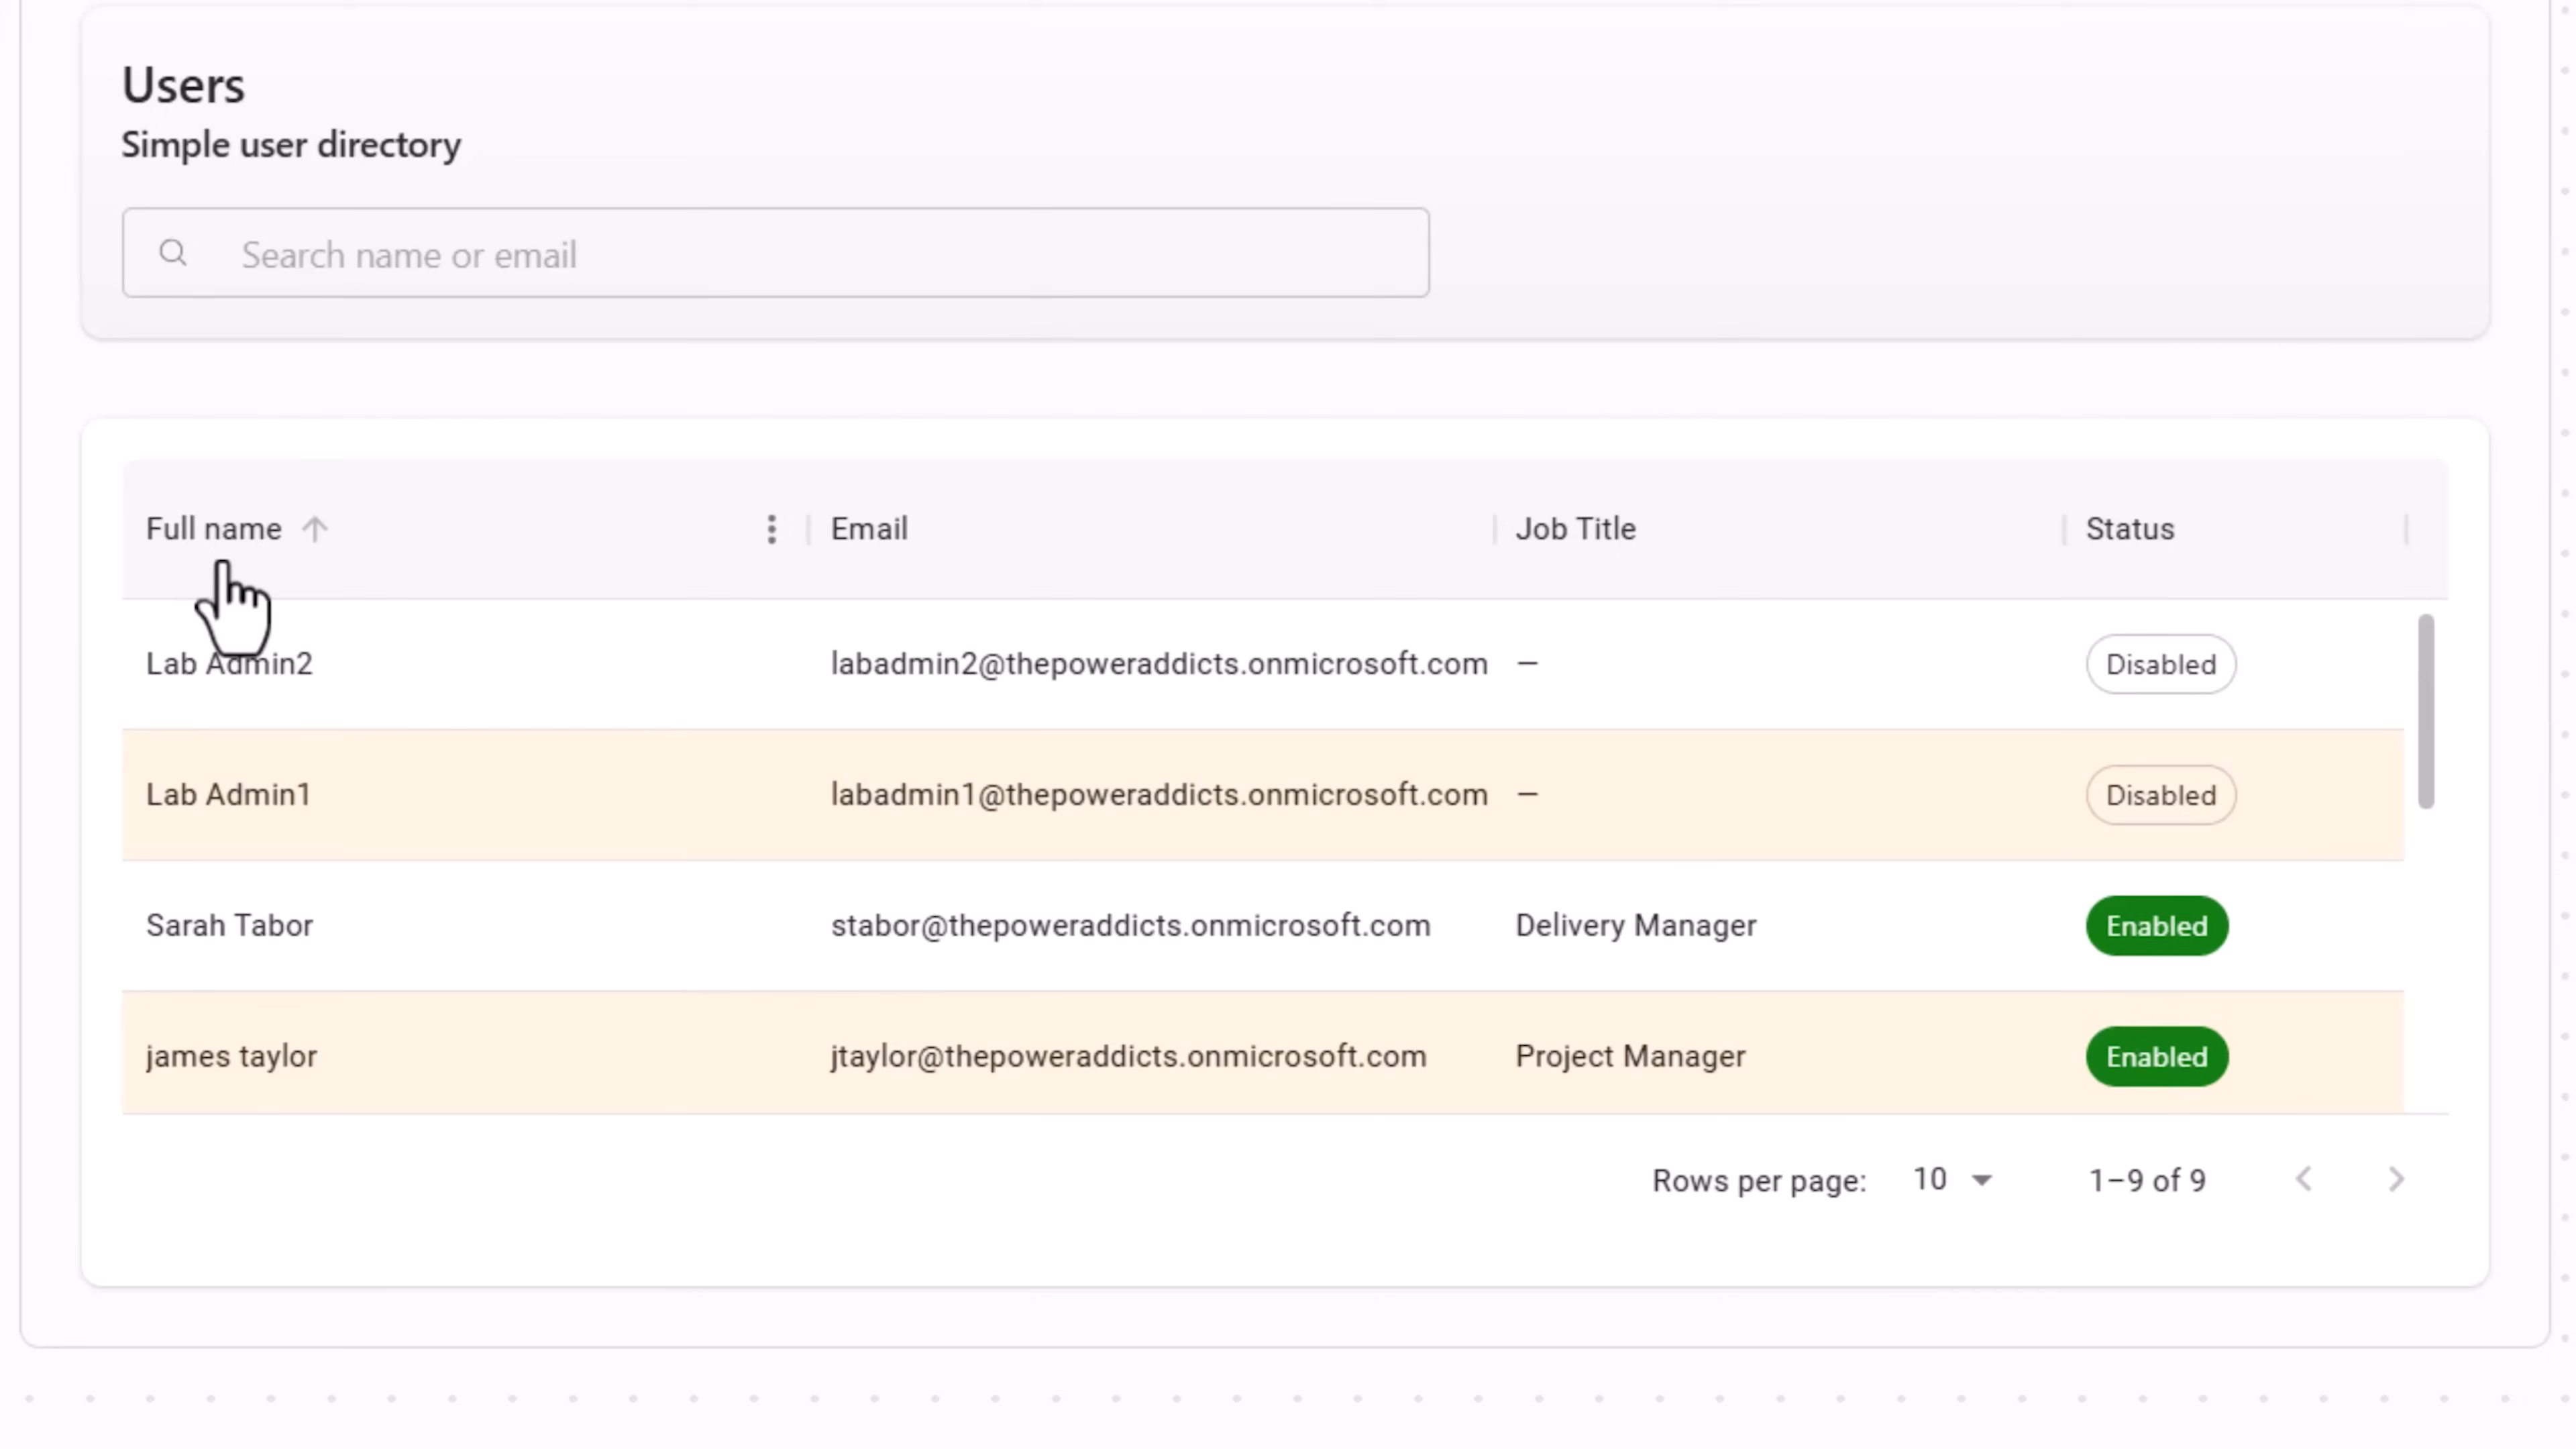 Users
Simple user directory
Search name or email
Full name Email Job Title Status
Lab Admin2 labadmin2@thepoweraddicts.onmicrosoft.com — Disabled
Lab Admin1 labadmin1@thepoweraddicts.onmicrosoft.com — Disabled
Sarah Tabor stabor@thepoweraddicts.onmicrosoft.com Delivery Manager Enabled
james taylor jtaylor@thepoweraddicts.onmicrosoft.com Project Manager Enabled
Rows per page: 10 1–9 of 9